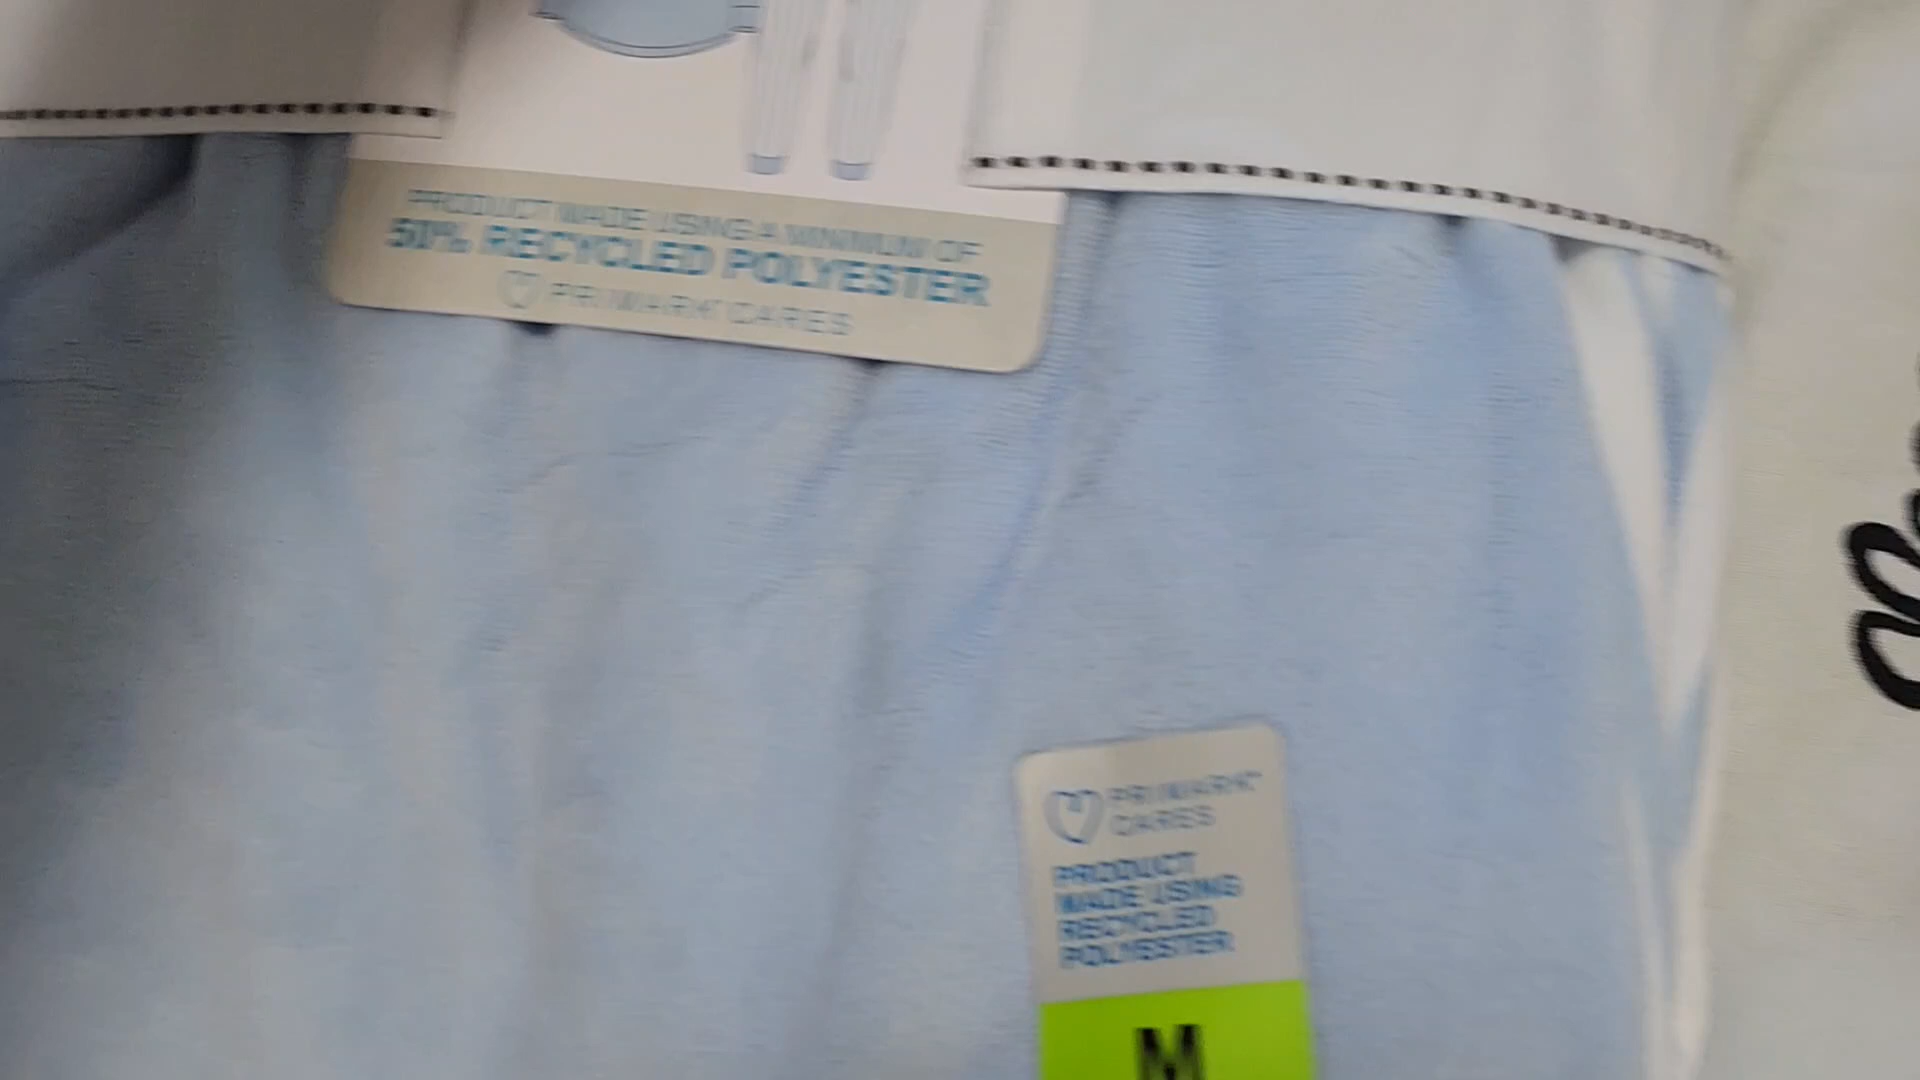 PRODUCT MADE USING A MINIMUM OF
50% RECYCLED POLYESTER
PRIMARK CARES
PRIMARK
CARES
PRODUCT
MADE USING
RECYCLED
POLYESTER
M